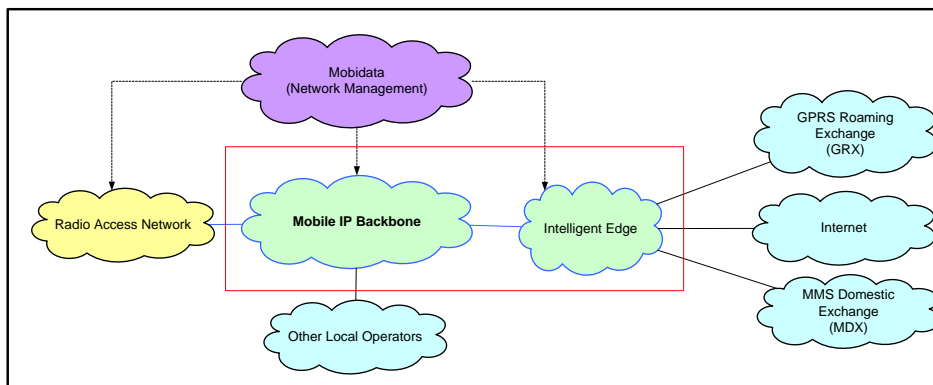 Mobidata
(Network Management)
GPRS Roaming
Exchange
(GRX)
Radio Access Network
Mobile IP Backbone
Intelligent Edge
Internet
MMS Domestic
Exchange
(MDX)
Other Local Operators